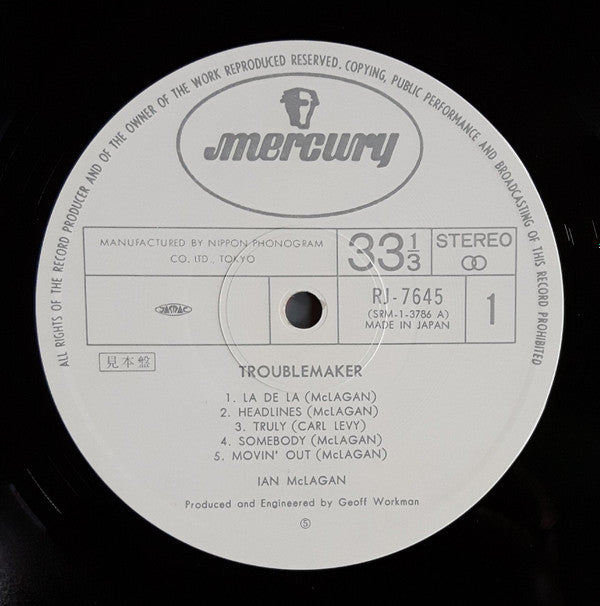 ALL RIGHTS OF THE RECORD PRODUCER AND OF THE OWNER OF THE WORK REPRODUCED RESERVED. COPYING, PUBLIC PERFORMANCE AND BROADCASTING OF THIS RECORD PROHIBITED
mercury
MANUFACTURED BY NIPPON PHONOGRAM
CO. LTD., TOKYO
33 1/3
STEREO
JASRAC
RJ-7645
(SRM-1-3786 A)
MADE IN JAPAN
1
見本盤
TROUBLEMAKER
1. LA DE LA (McLAGAN)
2. HEADLINES (McLAGAN)
3. TRULY (CARL LEVY)
4. SOMEBODY (McLAGAN)
5. MOVIN' OUT (McLAGAN)
IAN McLAGAN
Produced and Engineered by Geoff Workman
Ⓢ